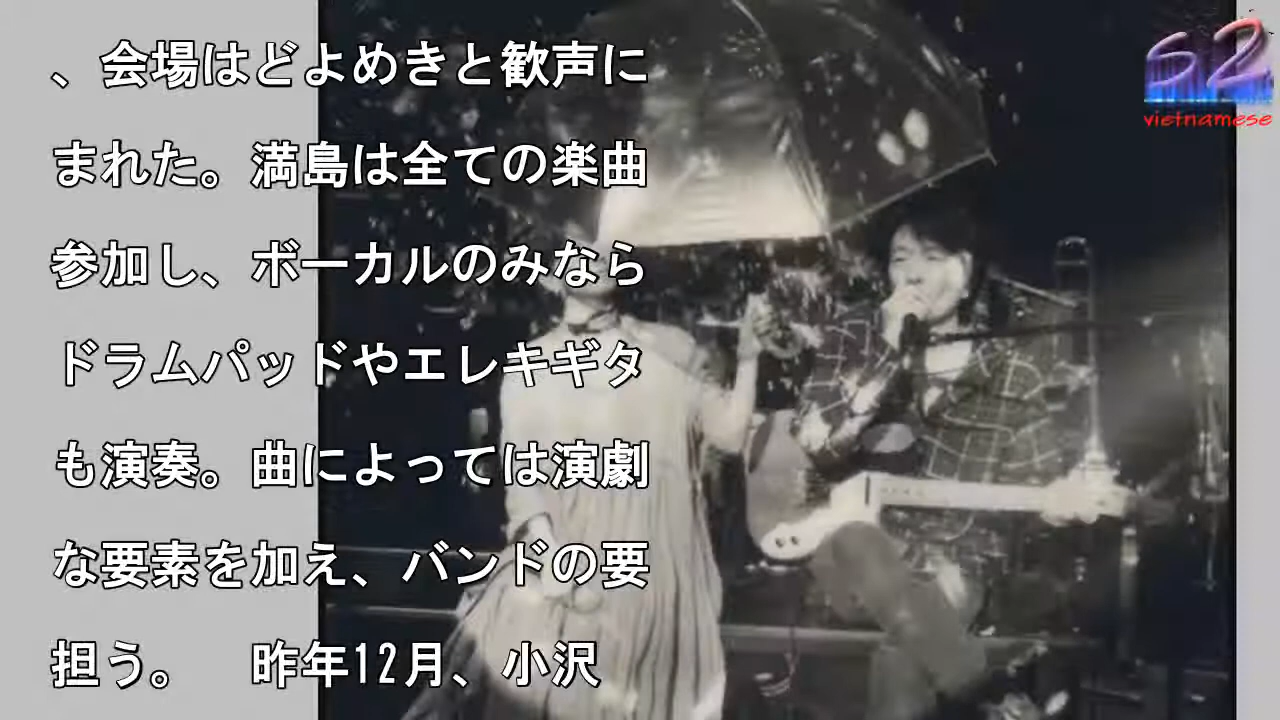 、会場はどよめきと歓声に
まれた。満島は全ての楽曲
参加し、ボーカルのみなら
ドラムパッドやエレキギタ
も演奏。曲によっては演劇
な要素を加え、バンドの要
担う。　昨年12月、小沢
S2
vietnamese